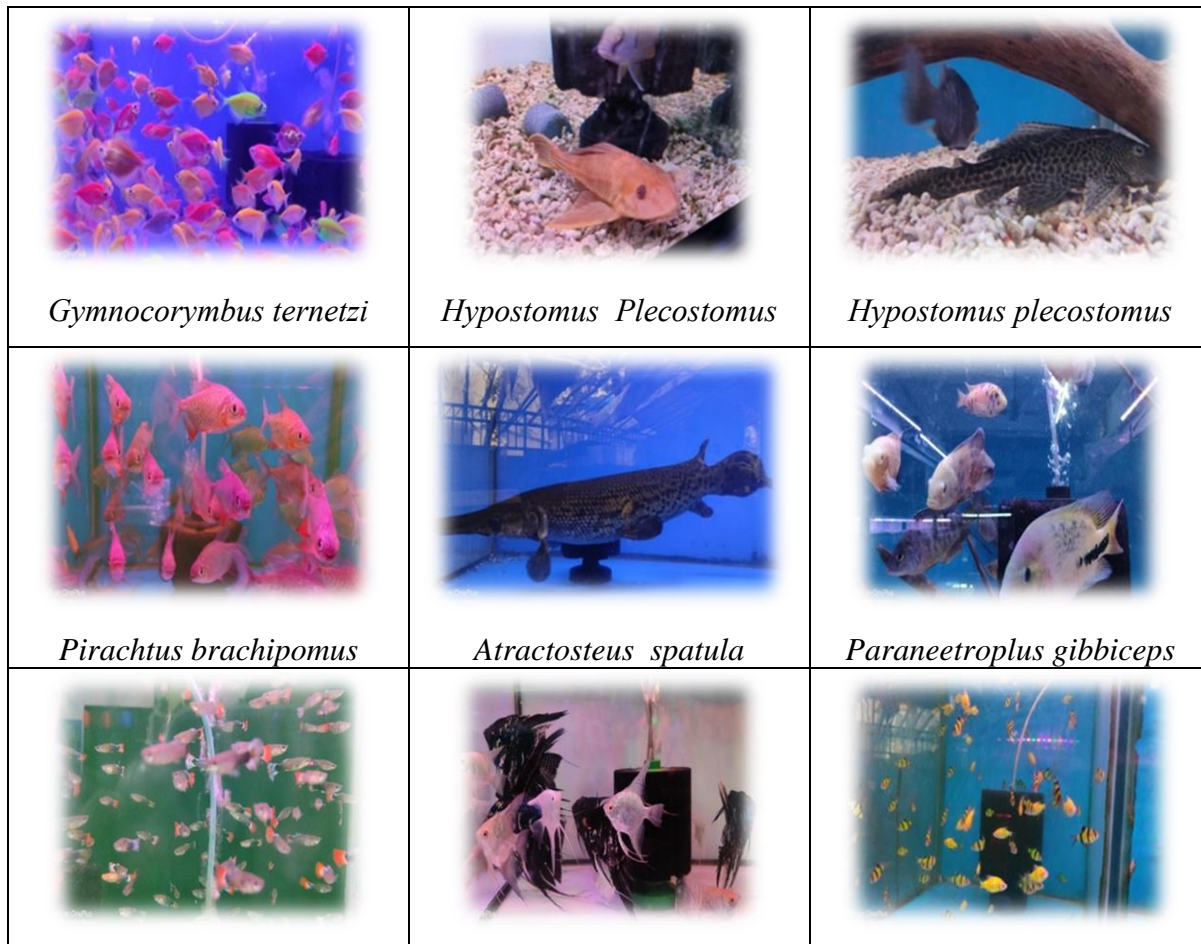 Gymnocorymbus ternetzi
Hypostomus Plecostomus
Hypostomus plecostomus
Pirachtus brachipomus
Atractosteus spatula
Paraneetroplus gibbiceps